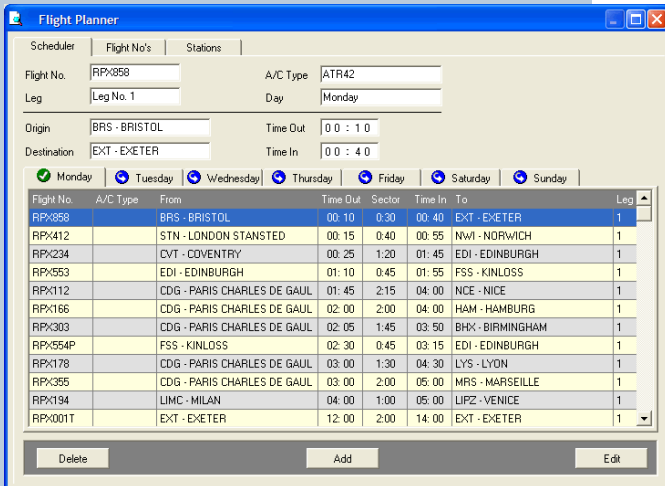 Flight Planner
Scheduler Flight No's Stations
Flight No. RPX858 A/C Type ATR42
Leg Leg No. 1 Day Monday
Origin BRS - BRISTOL Time Out 00 : 10
Destination EXT - EXETER Time In 00 : 40
Monday Tuesday Wednesday Thursday Friday Saturday Sunday
Flight No. A/C Type From Time Out Sector Time In To Leg
RPX858 BRS - BRISTOL 00: 10 0:30 00: 40 EXT - EXETER 1
RPX412 STN - LONDON STANSTED 00: 15 0:40 00: 55 NWI - NORWICH 1
RPX234 CVT - COVENTRY 00: 25 1:20 01: 45 EDI - EDINBURGH 1
RPX553 EDI - EDINBURGH 01: 10 0:45 01: 55 FSS - KINLOSS 1
RPX112 CDG - PARIS CHARLES DE GAUL 01: 45 2:15 04: 00 NCE - NICE 1
RPX166 CDG - PARIS CHARLES DE GAUL 02: 00 2:00 04: 00 HAM - HAMBURG 1
RPX303 CDG - PARIS CHARLES DE GAUL 02: 05 1:45 03: 50 BHX - BIRMINGHAM 1
RPX554P FSS - KINLOSS 02: 30 0:45 03: 15 EDI - EDINBURGH 1
RPX178 CDG - PARIS CHARLES DE GAUL 03: 00 1:30 04: 30 LYS - LYON 1
RPX355 CDG - PARIS CHARLES DE GAUL 03: 00 2:00 05: 00 MRS - MARSEILLE 1
RPX194 LIMC - MILAN 04: 00 1:00 05: 00 LIPZ - VENICE 1
RPX001T EXT - EXETER 12: 00 2:00 14: 00 EXT - EXETER 1
Delete Add Edit